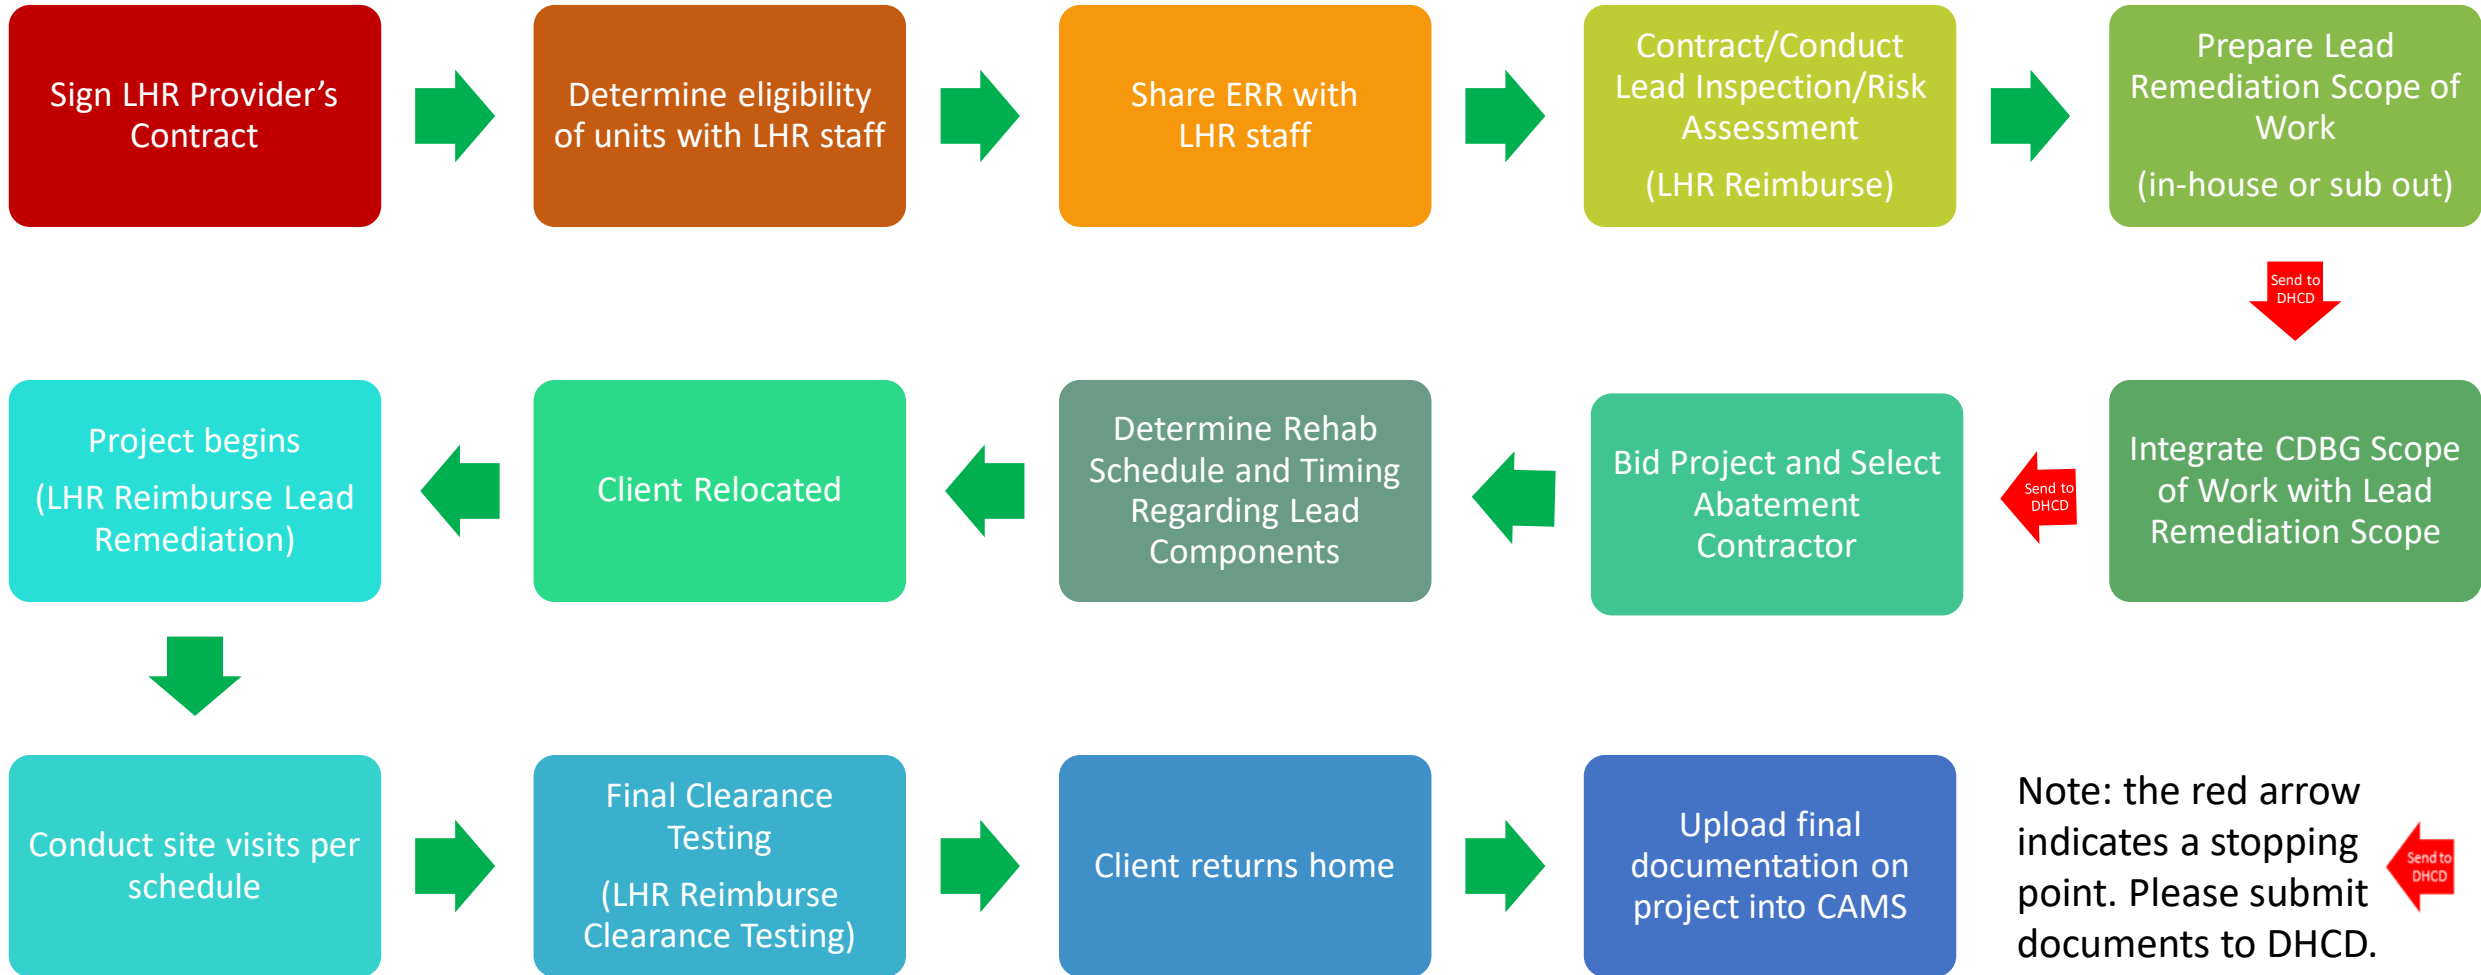 Sign LHR Provider's
Contract
Determine eligibility
of units with LHR staff
Share ERR with
LHR staff
Contract/Conduct
Lead Inspection/Risk
Assessment
(LHR Reimburse)
Prepare Lead
Remediation Scope of
Work
(in-house or sub out)
Send to
DHCD
Integrate CDBG Scope
of Work with Lead
Remediation Scope
Send to
DHCD
Bid Project and Select
Abatement
Contractor
Determine Rehab
Schedule and Timing
Regarding Lead
Components
Client Relocated
Project begins
(LHR Reimburse Lead
Remediation)
Conduct site visits per
schedule
Final Clearance
Testing
(LHR Reimburse
Clearance Testing)
Client returns home
Upload final
documentation on
project into CAMS
Note: the red arrow
indicates a stopping
point. Please submit
documents to DHCD.
Send to
DHCD